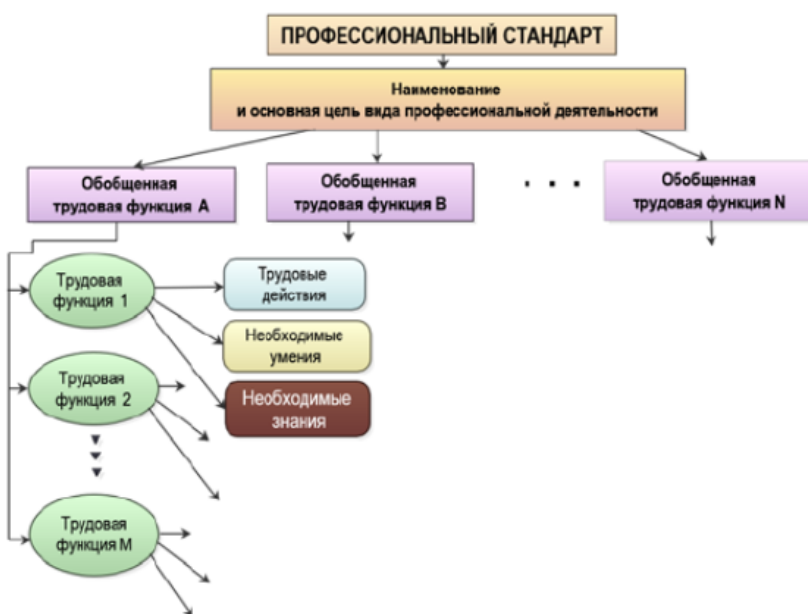 ПРОФЕССИОНАЛЬНЫЙ СТАНДАРТ
Наименование
и основная цель вида профессиональной деятельности
Обобщенная
трудовая функция A
Обобщенная
трудовая функция B
. . .
Обобщенная
трудовая функция N
Трудовая
функция 1
Трудовые
действия
Необходимые
умения
Необходимые
знания
Трудовая
функция 2
Трудовая
функция M